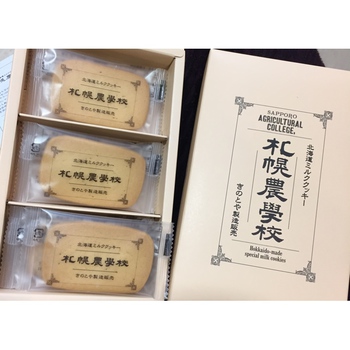 北海道ミルククッキー
札幌農學校
きのとや製造販売
北海道ミルククッキー
札幌農學校
きのとや製造販売
北海道ミルククッキー
札幌農學校
きのとや製造販売
SAPPORO
AGRICULTURAL
COLLEGE.
北海道ミルククッキー
札幌農學校
きのとや製造販売
Hokkaido-made
special milk cookies